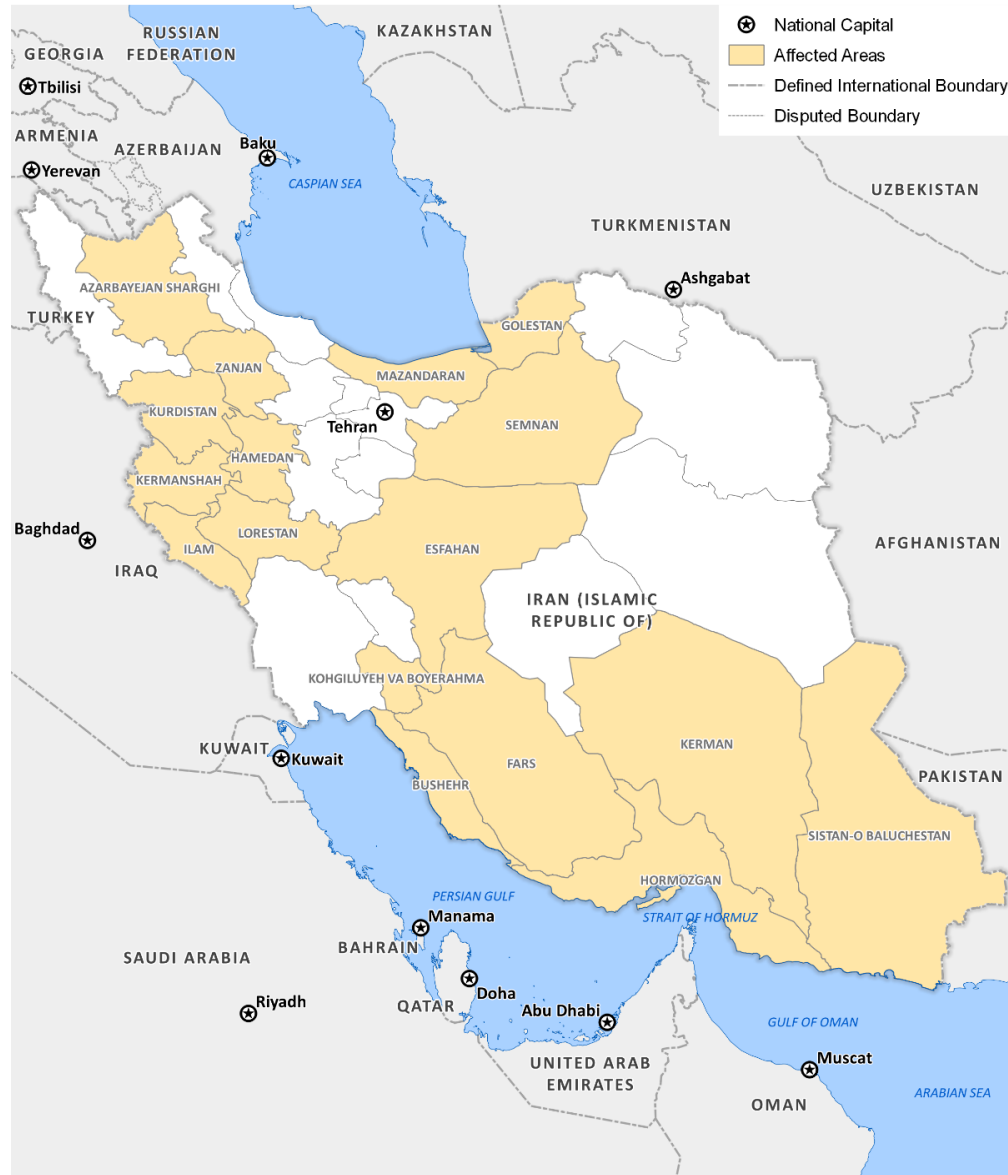 RUSSIAN
FEDERATION
KAZAKHSTAN
National Capital
GEORGIA
Affected Areas
Tbilisi
Defined International Boundary
Disputed Boundary
ARMENIA
AZERBAIJAN
Baku
Yerevan
CASPIAN SEA
UZBEKISTAN
TURKMENISTAN
Ashgabat
AZARBAYEJAN SHARGHI
TURKEY
GOLESTAN
ZANJAN
MAZANDARAN
KURDISTAN
Tehran
SEMNAN
HAMEDAN
KERMANSHAH
Baghdad
LORESTAN
ILAM
ESFAHAN
AFGHANISTAN
IRAQ
IRAN (ISLAMIC
REPUBLIC OF)
KOHGILUYEH VA BOYERAHMA
KUWAIT
Kuwait
KERMAN
FARS
BUSHEHR
PAKISTAN
SISTAN-O BALUCHESTAN
HORMOZGAN
PERSIAN GULF
STRAIT OF HORMUZ
Manama
BAHRAIN
SAUDI ARABIA
Doha
QATAR
Riyadh
Abu Dhabi
GULF OF OMAN
UNITED ARAB
EMIRATES
Muscat
ARABIAN SEA
OMAN